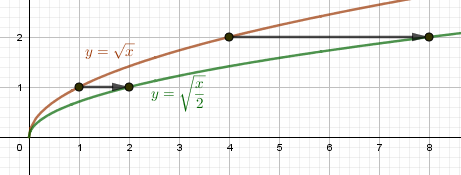 2
y = √x
1
y = √(x/2)
0 1 2 3 4 5 6 7 8